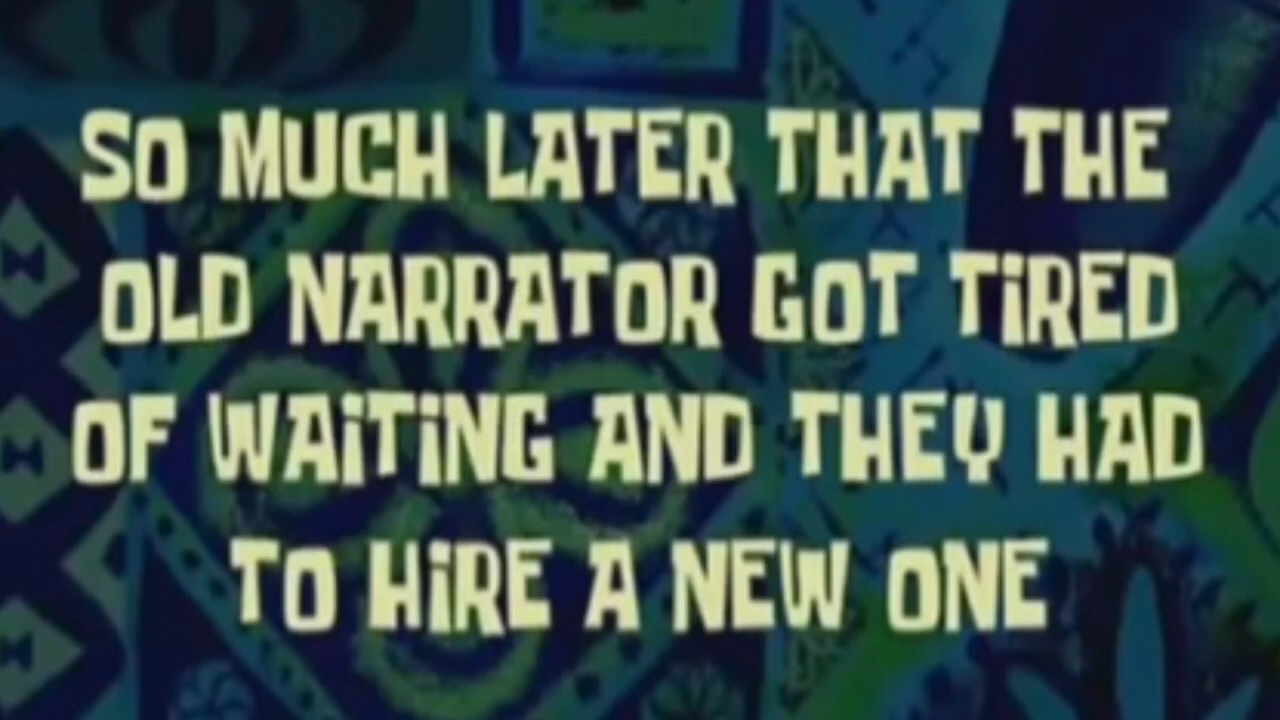 SO MUCH LATER THAT THE
OLD NARRATOR GOT TiRED
OF WAiTiNG AND THEY HAD
TO HiRE A NEW ONE